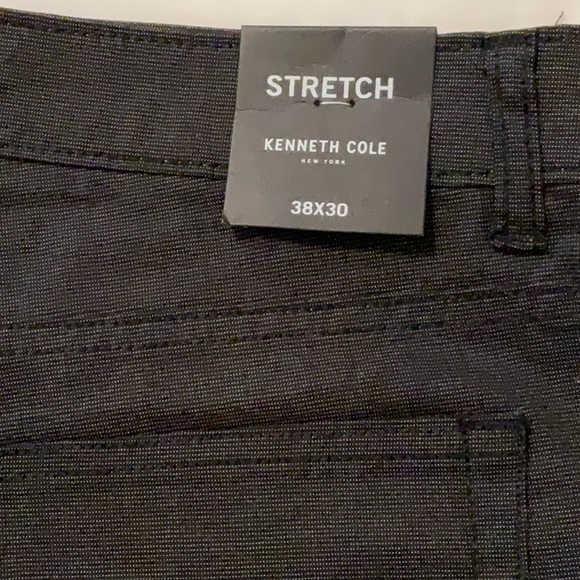 STRETCH
KENNETH COLE
NEW YORK
38X30